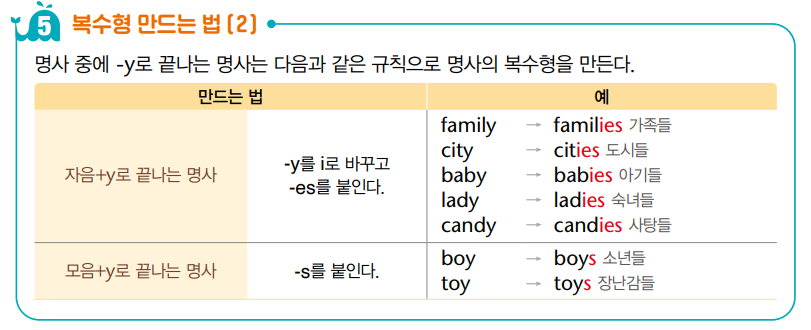 5 복수형 만드는 법 (2)
명사 중에 -y로 끝나는 명사는 다음과 같은 규칙으로 명사의 복수형을 만든다.
만드는 법 예
자음+y로 끝나는 명사
-y를 i로 바꾸고
-es를 붙인다.
family → families 가족들
city → cities 도시들
baby → babies 아기들
lady → ladies 숙녀들
candy → candies 사탕들
모음+y로 끝나는 명사
-s를 붙인다.
boy → boys 소년들
toy → toys 장난감들